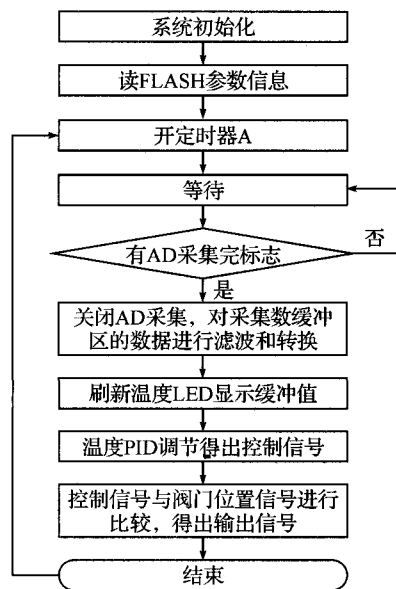 系统初始化
读FLASH参数信息
开定时器A
等待
有AD采集完标志
否
是
关闭AD采集，对采集数缓冲
区的数据进行滤波和转换
刷新温度LED显示缓冲值
温度PID调节得出控制信号
控制信号与阀门位置信号进行
比较，得出输出信号
结束